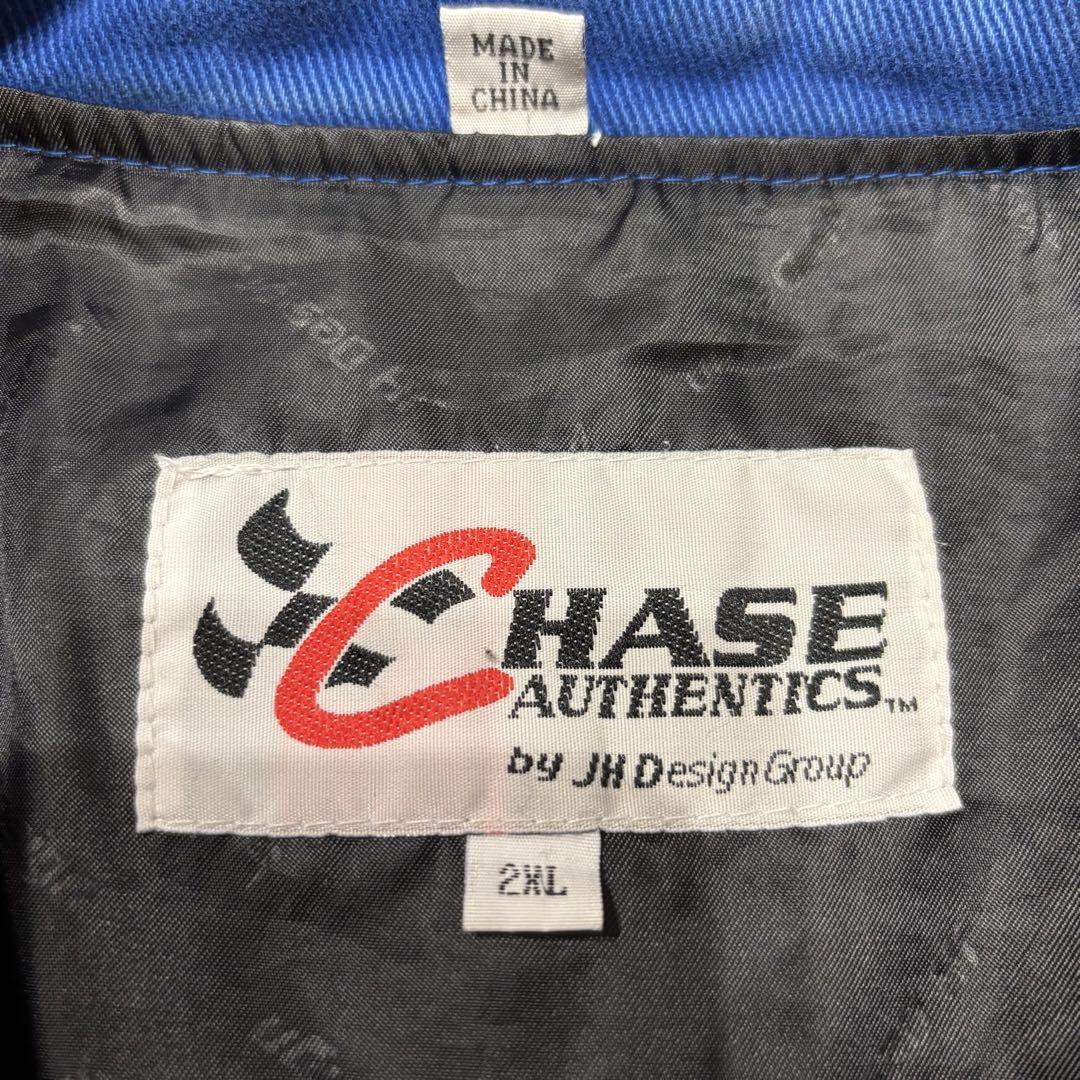 MADE
IN
CHINA
CHASE
AUTHENTICS™
by JH Design Group
2XL